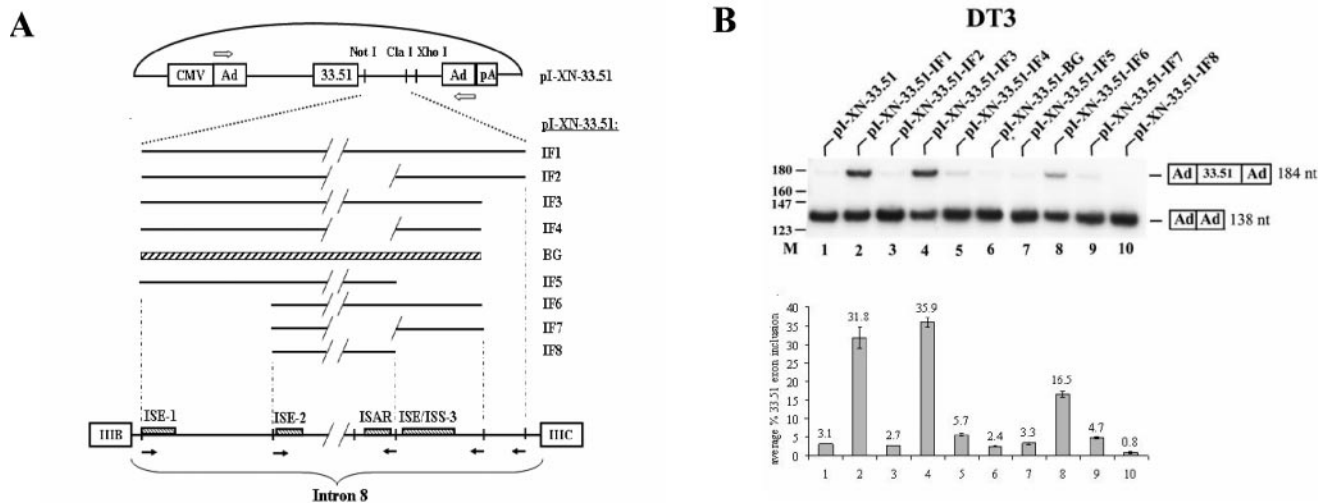 A
Not I Cla I Xho I
CMV Ad 33.51 Ad pA pI-XN-33.51
pI-XN-33.51:
IF1
IF2
IF3
IF4
BG
IF5
IF6
IF7
IF8
ISE-1 ISE-2 ISAR ISE/ISS-3
IIIB IIIC
Intron 8
B
DT3
pI-XN-33.51
pI-XN-33.51-IF1
pI-XN-33.51-IF2
pI-XN-33.51-IF3
pI-XN-33.51-IF4
pI-XN-33.51-BG
pI-XN-33.51-IF5
pI-XN-33.51-IF6
pI-XN-33.51-IF7
pI-XN-33.51-IF8
180
160
147
123
Ad 33.51 Ad 184 nt
Ad Ad 138 nt
M 1 2 3 4 5 6 7 8 9 10
average % 33.51 exon inclusion
40
35
30
25
20
15
10
5
0
3.1 31.8 2.7 35.9 5.7 2.4 3.3 16.5 4.7 0.8
1 2 3 4 5 6 7 8 9 10